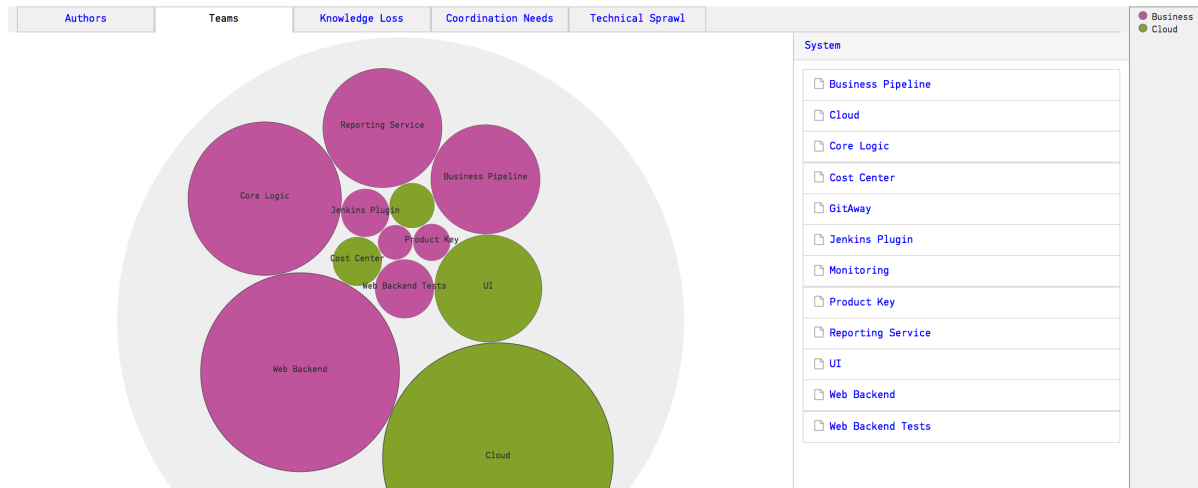 Authors
Teams
Knowledge Loss
Coordination Needs
Technical Sprawl
Business
Cloud
System
Business Pipeline
Cloud
Core Logic
Cost Center
GitAway
Jenkins Plugin
Monitoring
Product Key
Reporting Service
UI
Web Backend
Web Backend Tests
Reporting Service
Business Pipeline
Core Logic
Jenkins Plugin
Product Key
Cost Center
Web Backend Tests
UI
Web Backend
Cloud